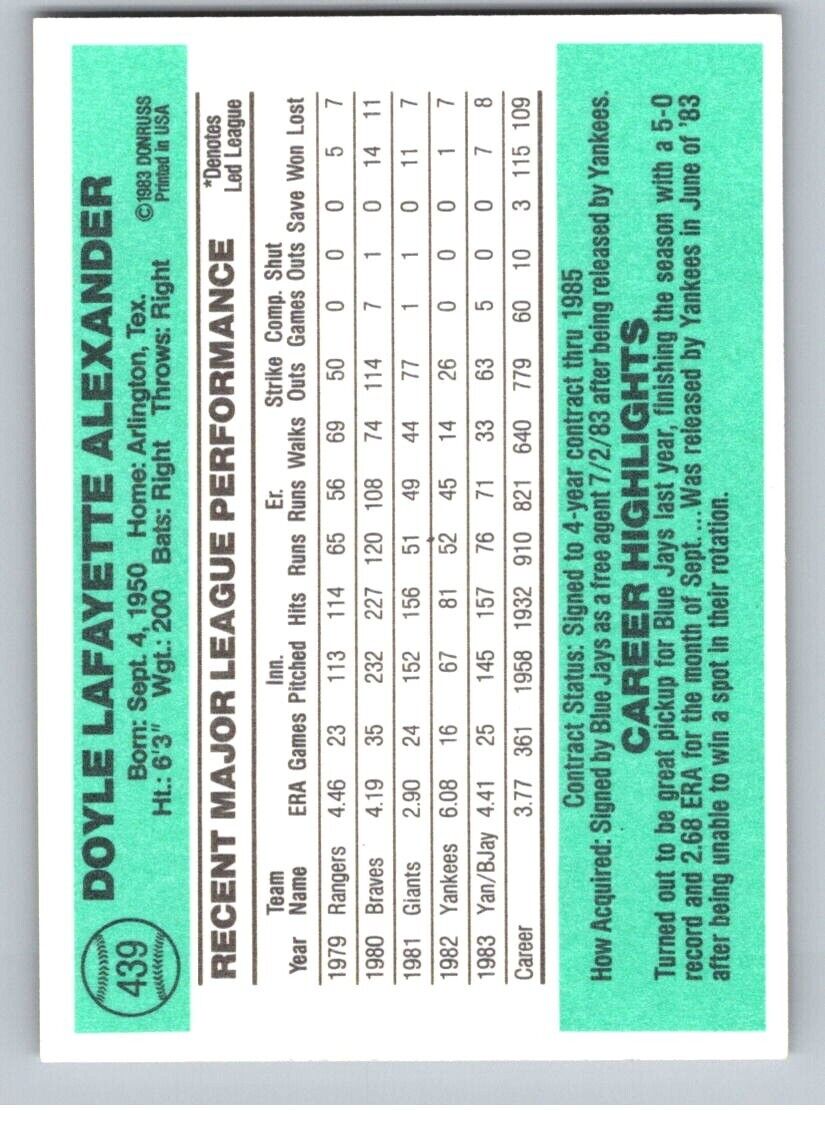 439
DOYLE LAFAYETTE ALEXANDER
Born: Sept. 4, 1950 Home: Arlington, Tex. ©1983 DONRUSS
Ht.: 6'3" Wgt.: 200 Bats: Right Throws: Right Printed in USA
RECENT MAJOR LEAGUE PERFORMANCE *Denotes
Led League
Team Inn. Er. Strike Comp. Shut
Year Name ERA Games Pitched Hits Runs Runs Walks Outs Games Outs Save Won Lost
1979 Rangers 4.46 23 113 114 65 56 69 50 0 0 0 5 7
1980 Braves 4.19 35 232 227 120 108 74 114 7 1 0 14 11
1981 Giants 2.90 24 152 156 51 49 44 77 1 1 0 11 7
1982 Yankees 6.08 16 67 81 52 45 14 26 0 0 0 1 7
1983 Yan/BJay 4.41 25 145 157 76 71 33 63 5 0 0 7 8
Career 3.77 361 1958 1932 910 821 640 779 60 10 3 115 109
Contract Status: Signed to 4-year contract thru 1985
How Acquired: Signed by Blue Jays as a free agent 7/2/83 after being released by Yankees.
CAREER HIGHLIGHTS
Turned out to be great pickup for Blue Jays last year, finishing the season with a 5-0
record and 2.68 ERA for the month of Sept... Was released by Yankees in June of '83
after being unable to win a spot in their rotation.